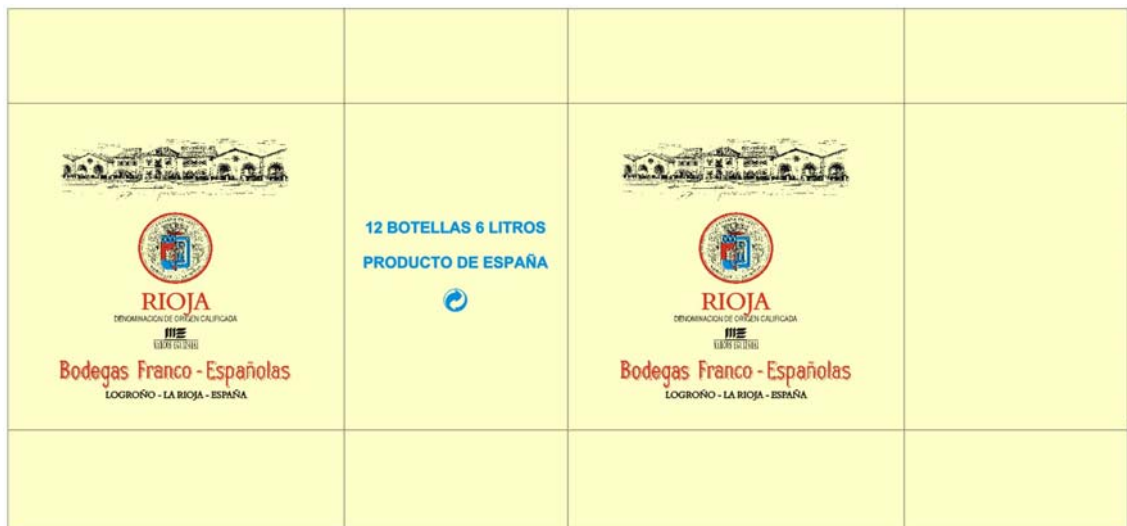 RIOJA
DENOMINACION DE ORIGEN CALIFICADA
Bodegas Franco - Españolas
LOGROÑO - LA RIOJA - ESPAÑA
12 BOTELLAS 6 LITROS
PRODUCTO DE ESPAÑA
RIOJA
DENOMINACION DE ORIGEN CALIFICADA
Bodegas Franco - Españolas
LOGROÑO - LA RIOJA - ESPAÑA